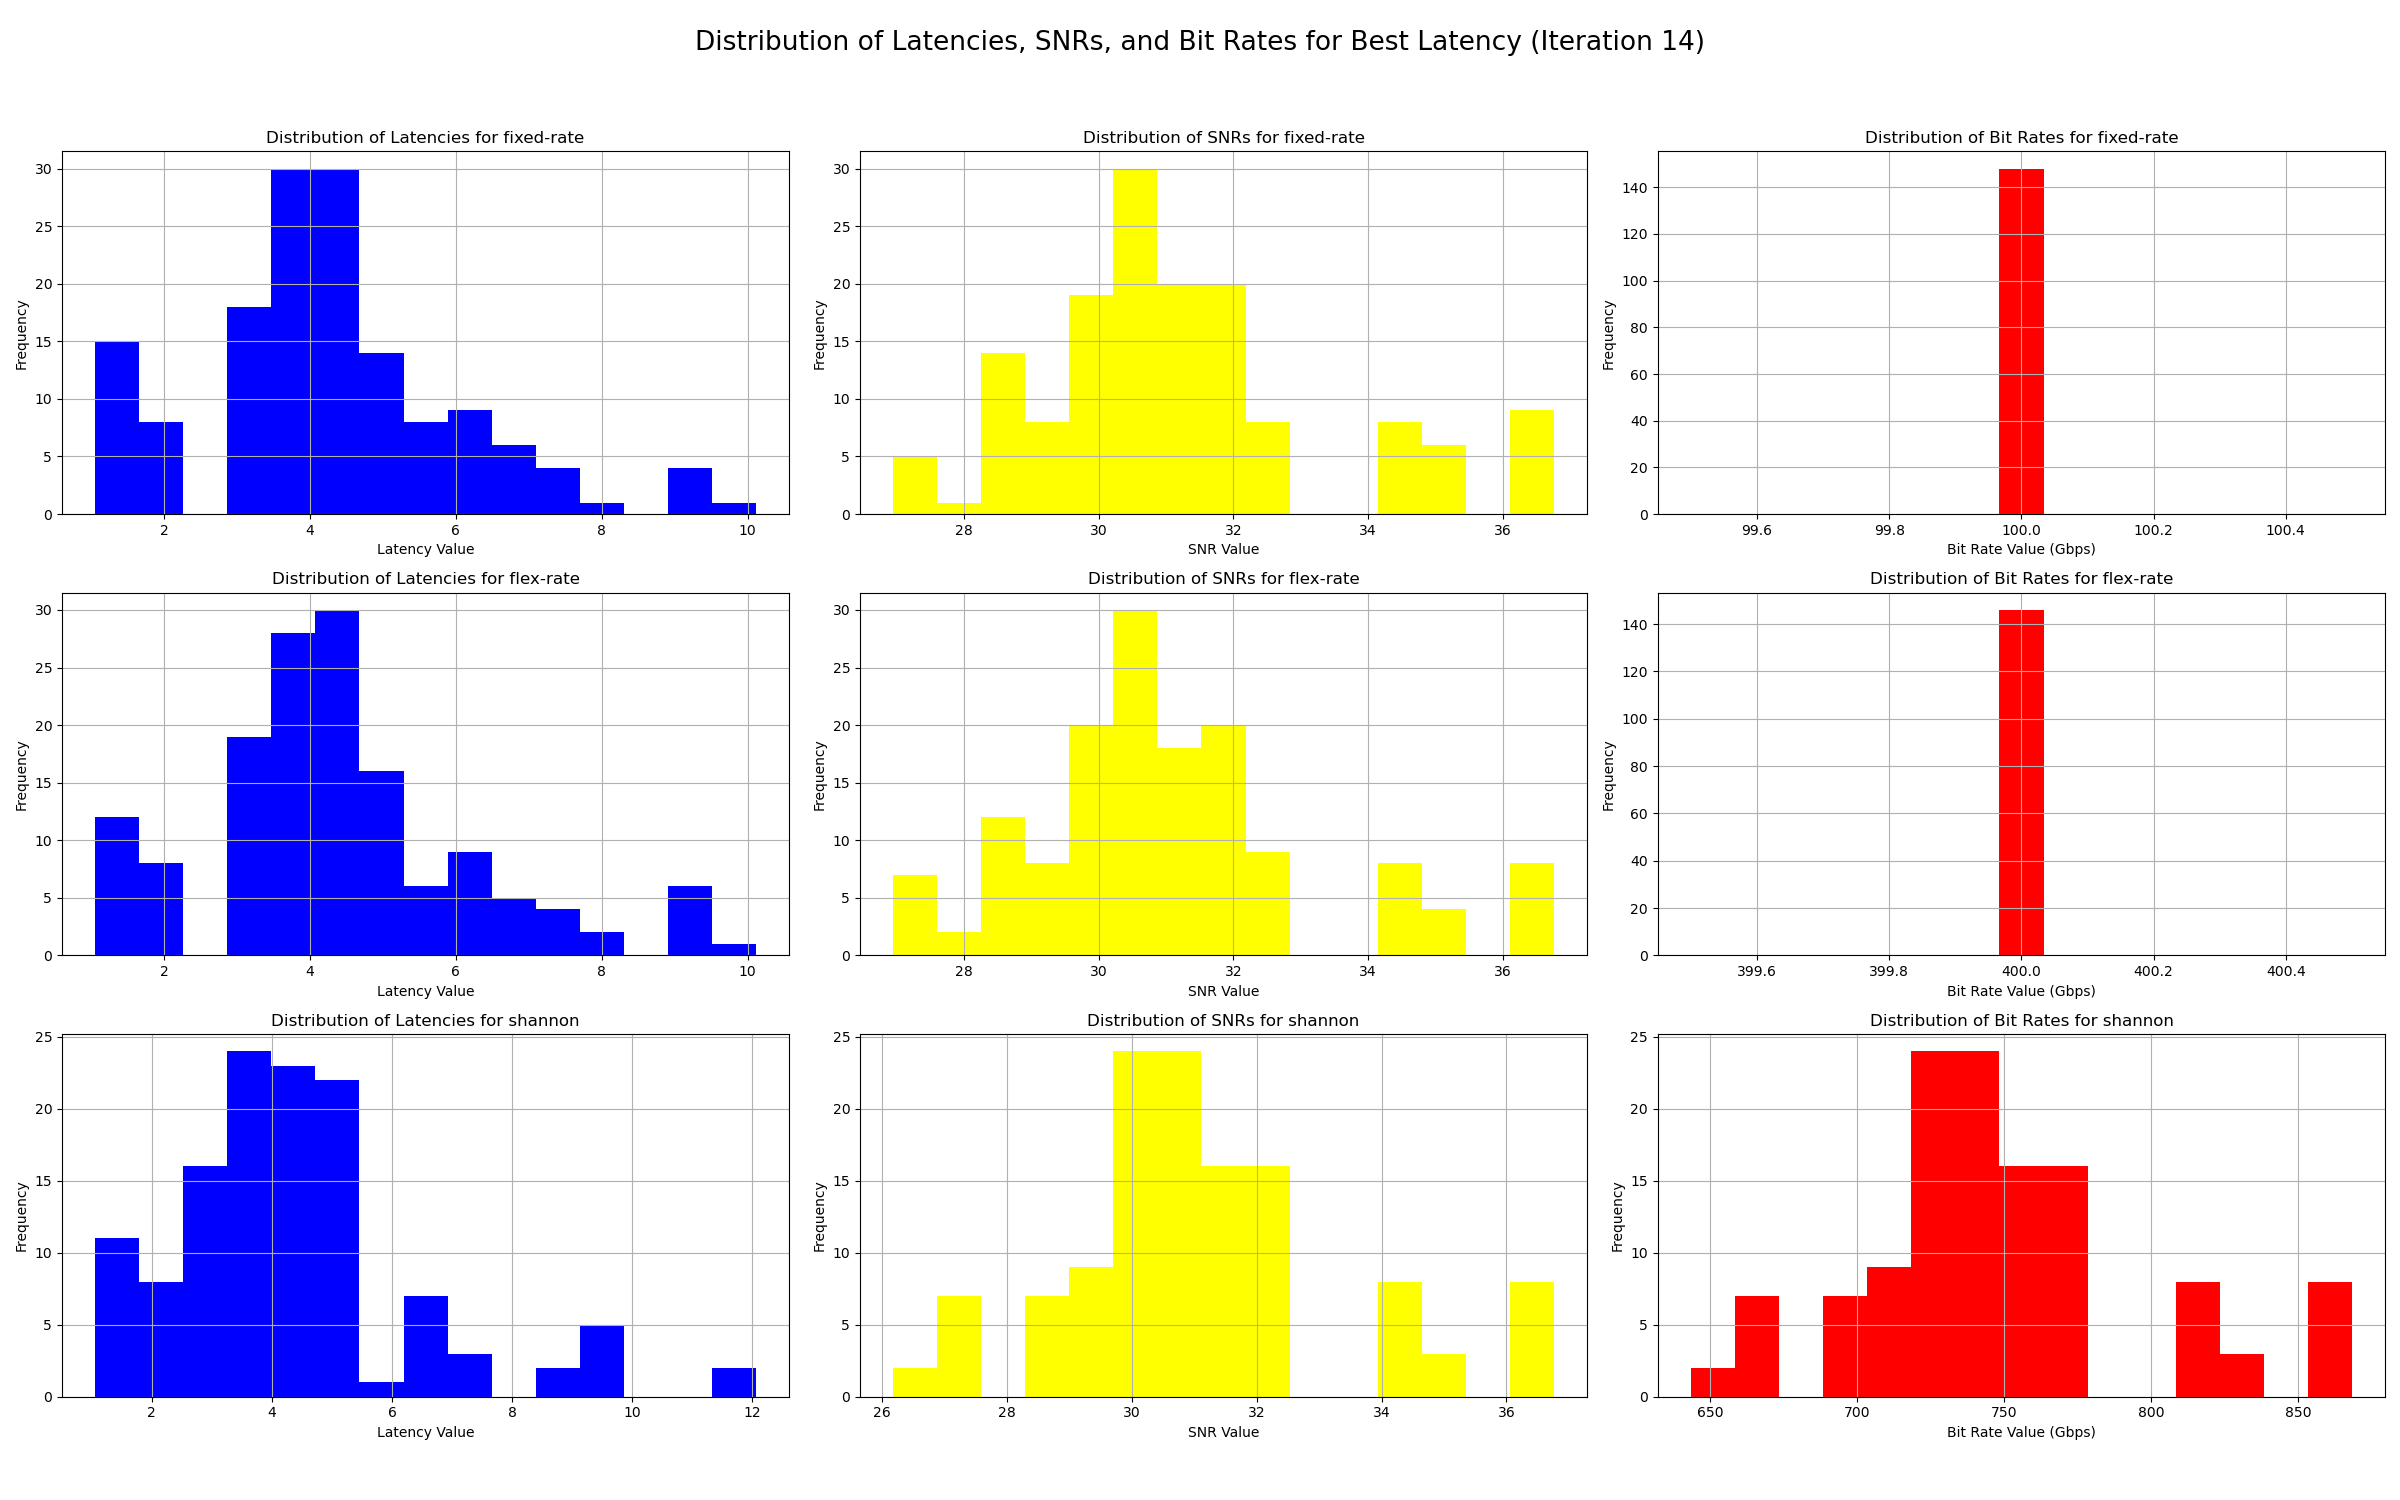 Distribution of Latencies, SNRs, and Bit Rates for Best Latency (Iteration 14)
Distribution of Latencies for fixed-rate
Frequency
30
25
20
15
10
5
0
2 4 6 8 10
Latency Value
Distribution of SNRs for fixed-rate
Frequency
30
25
20
15
10
5
0
28 30 32 34 36
SNR Value
Distribution of Bit Rates for fixed-rate
Frequency
140
120
100
80
60
40
20
0
99.6 99.8 100.0 100.2 100.4
Bit Rate Value (Gbps)
Distribution of Latencies for flex-rate
Frequency
30
25
20
15
10
5
0
2 4 6 8 10
Latency Value
Distribution of SNRs for flex-rate
Frequency
30
25
20
15
10
5
0
28 30 32 34 36
SNR Value
Distribution of Bit Rates for flex-rate
Frequency
140
120
100
80
60
40
20
0
399.6 399.8 400.0 400.2 400.4
Bit Rate Value (Gbps)
Distribution of Latencies for shannon
Frequency
25
20
15
10
5
0
2 4 6 8 10 12
Latency Value
Distribution of SNRs for shannon
Frequency
25
20
15
10
5
0
26 28 30 32 34 36
SNR Value
Distribution of Bit Rates for shannon
Frequency
25
20
15
10
5
0
650 700 750 800 850
Bit Rate Value (Gbps)